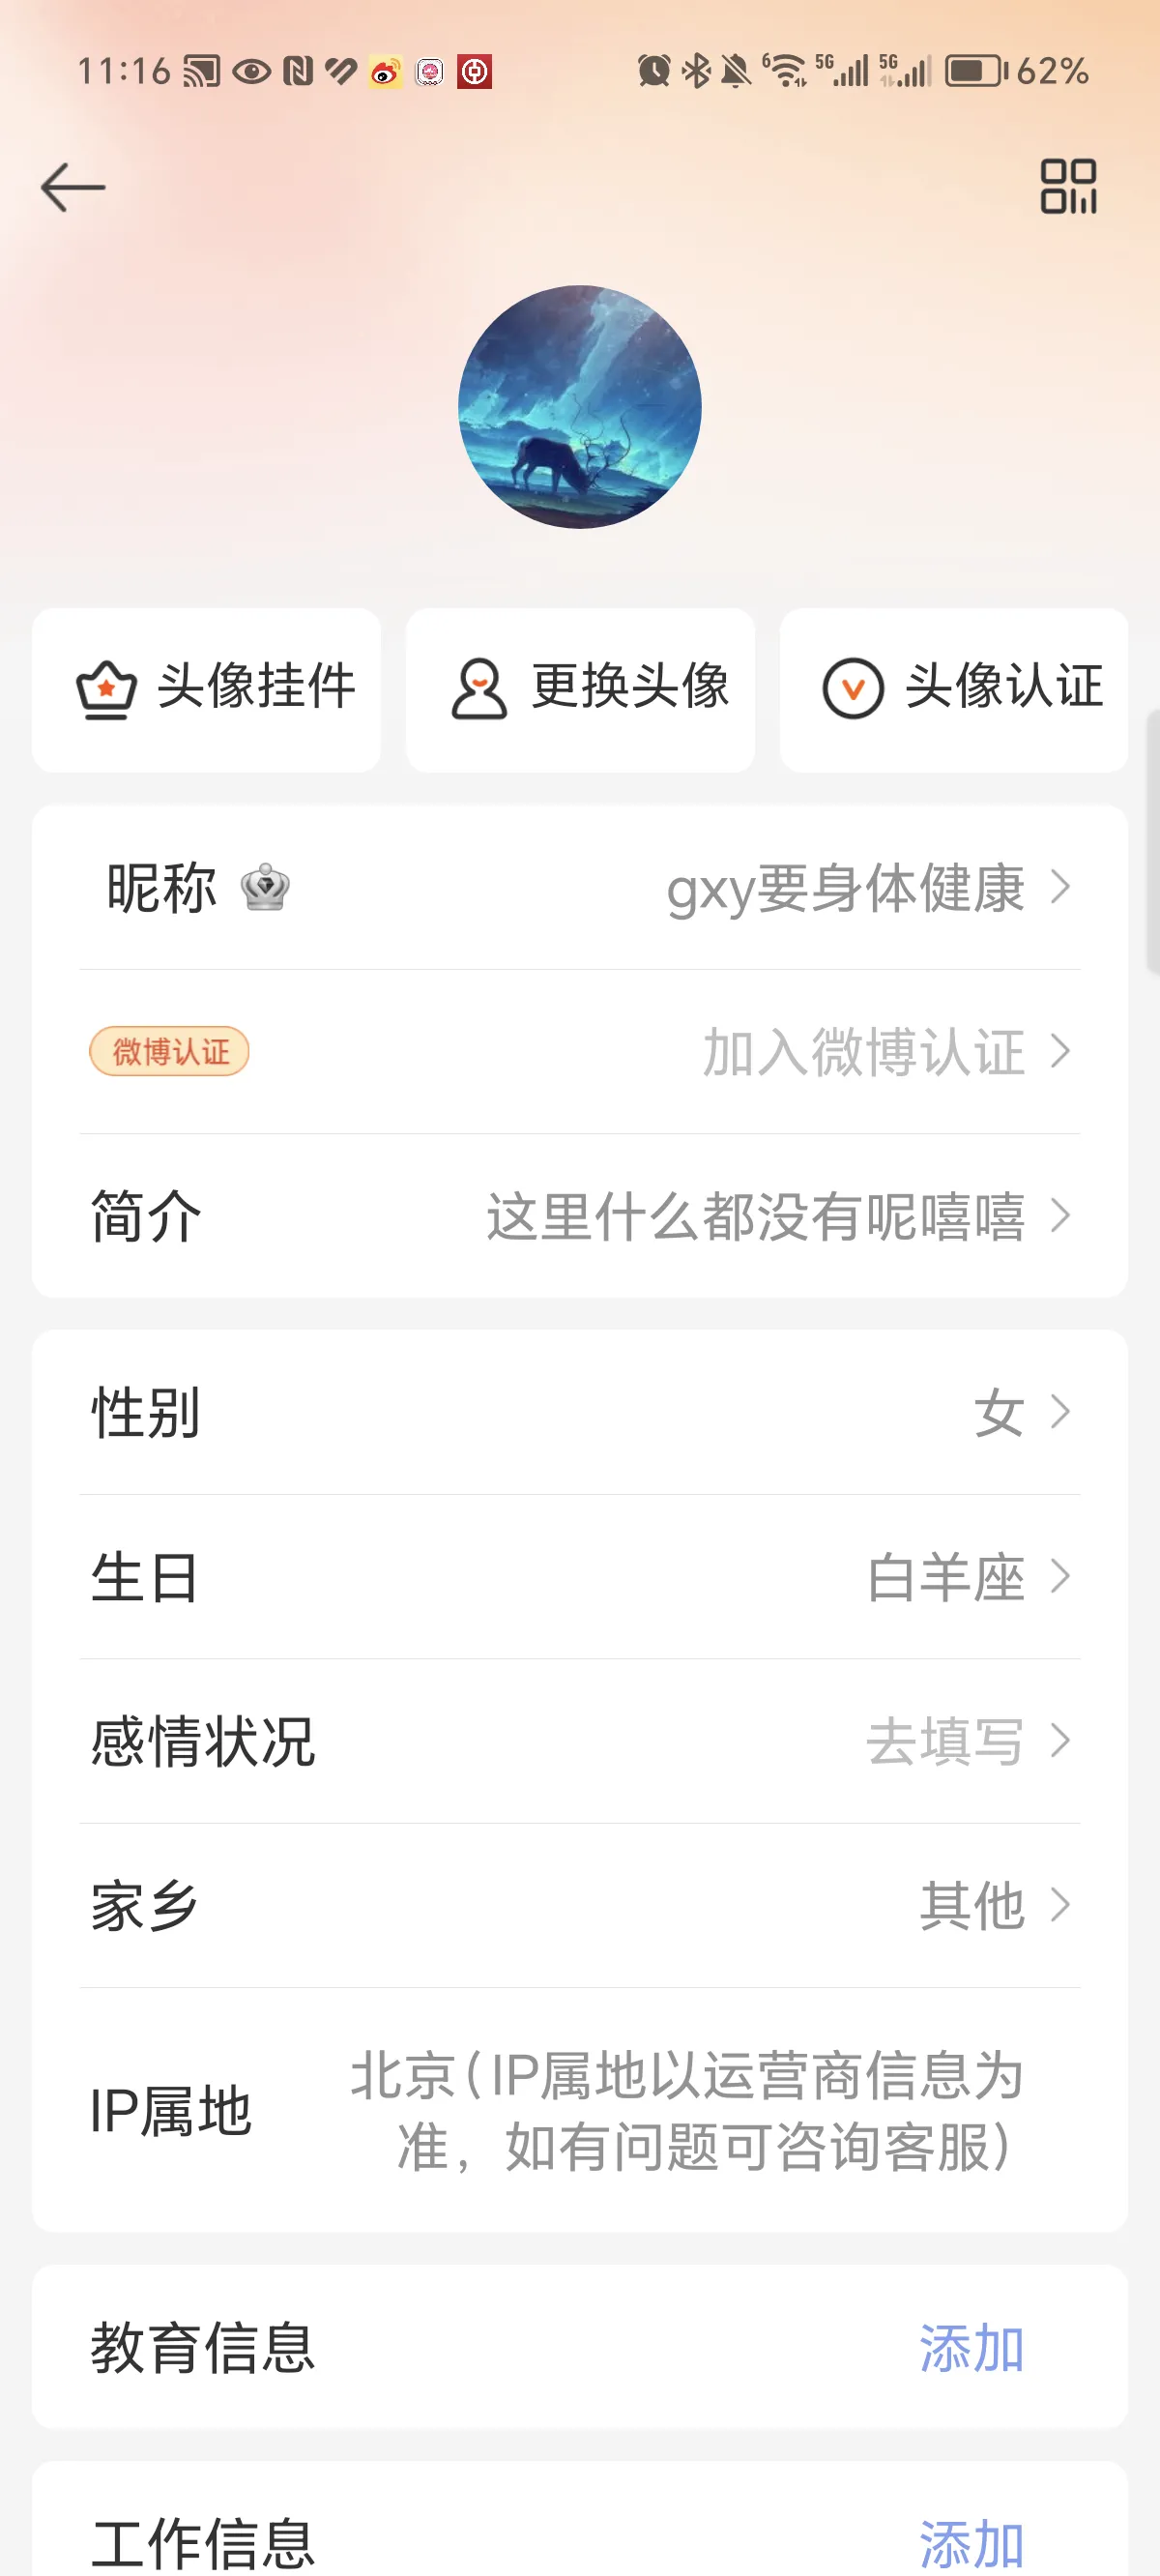 11:16 6 5G 5G 62%
头像挂件 更换头像 头像认证
昵称 gxy要身体健康
微博认证 加入微博认证
简介 这里什么都没有呢嘻嘻
性别 女
生日 白羊座
感情状况 去填写
家乡 其他
IP属地 北京(IP属地以运营商信息为
准，如有问题可咨询客服)
教育信息 添加
工作信息 添加